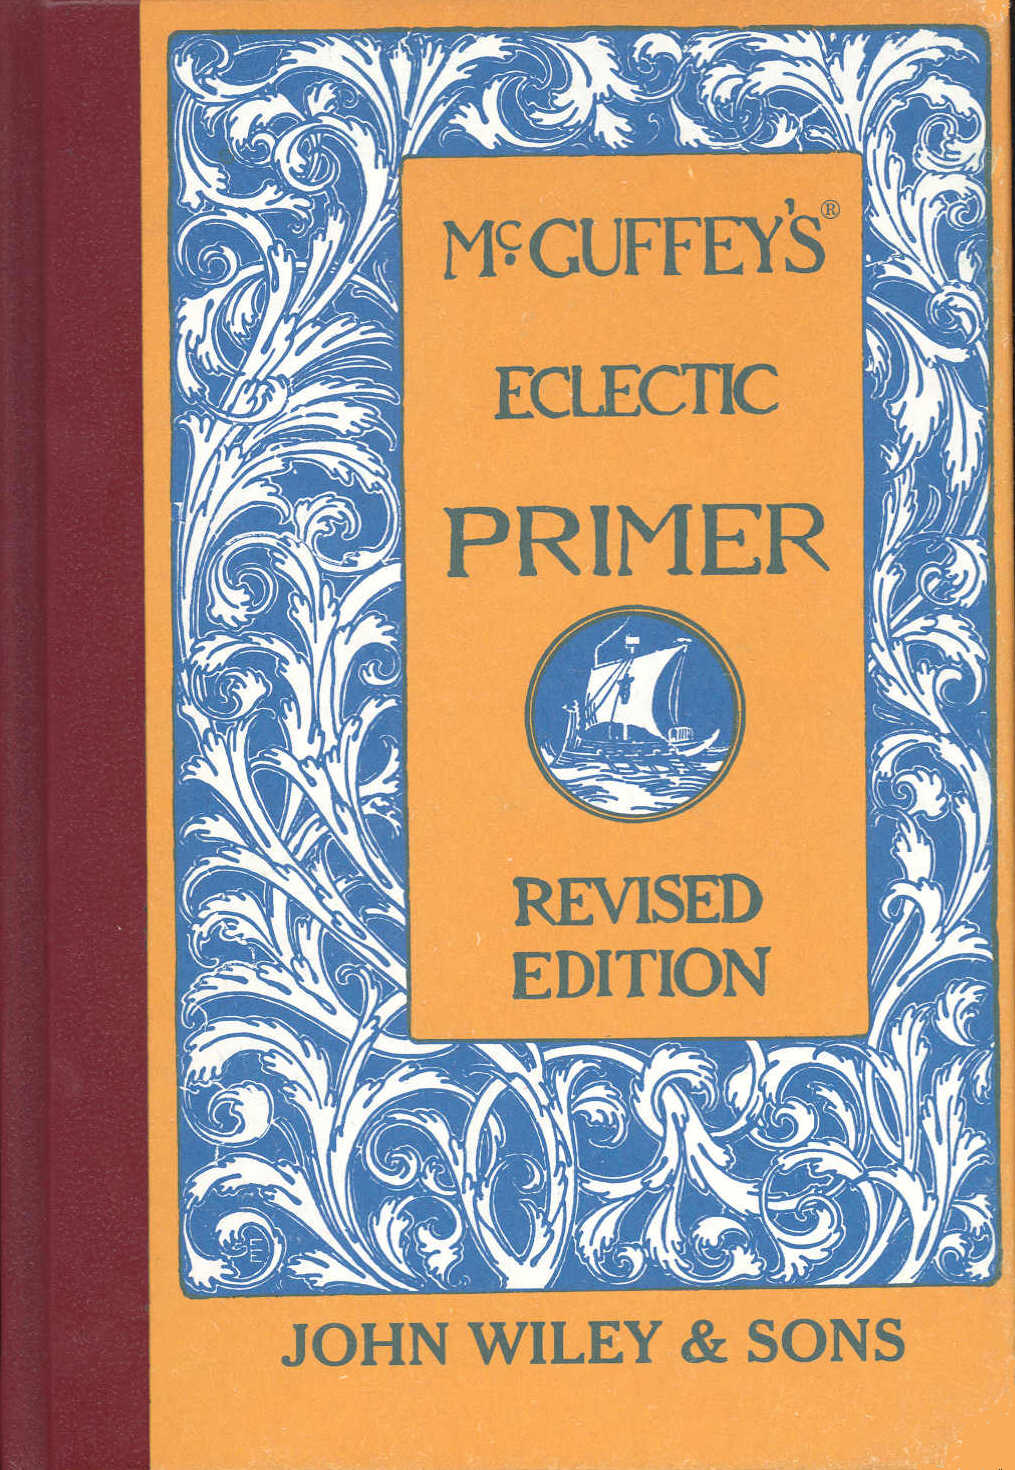 McGUFFEY'S®
ECLECTIC
PRIMER
REVISED
EDITION
JOHN WILEY & SONS